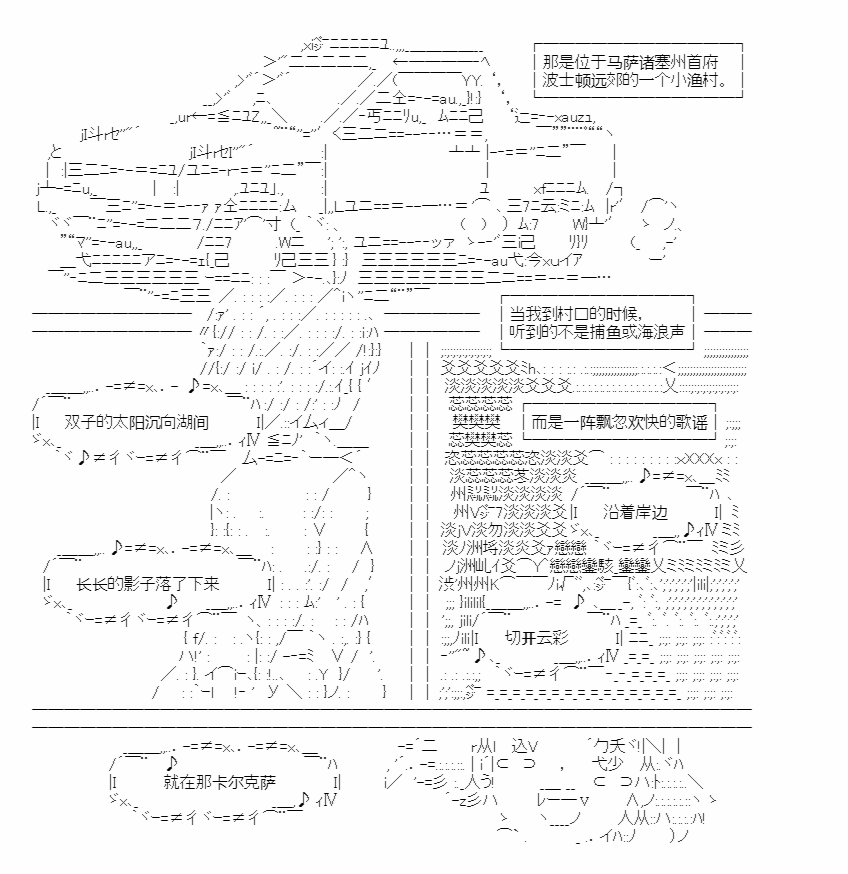 那是位于马萨诸塞州首府
波士顿远郊的一个小渔村。
当我到村口的时候，
听到的不是捕鱼或海浪声
而是一阵飘忽欢快的歌谣
双子的太阳沉向湖间
沿着岸边
长长的影子落了下来
切开云彩
就在那卡尔克萨